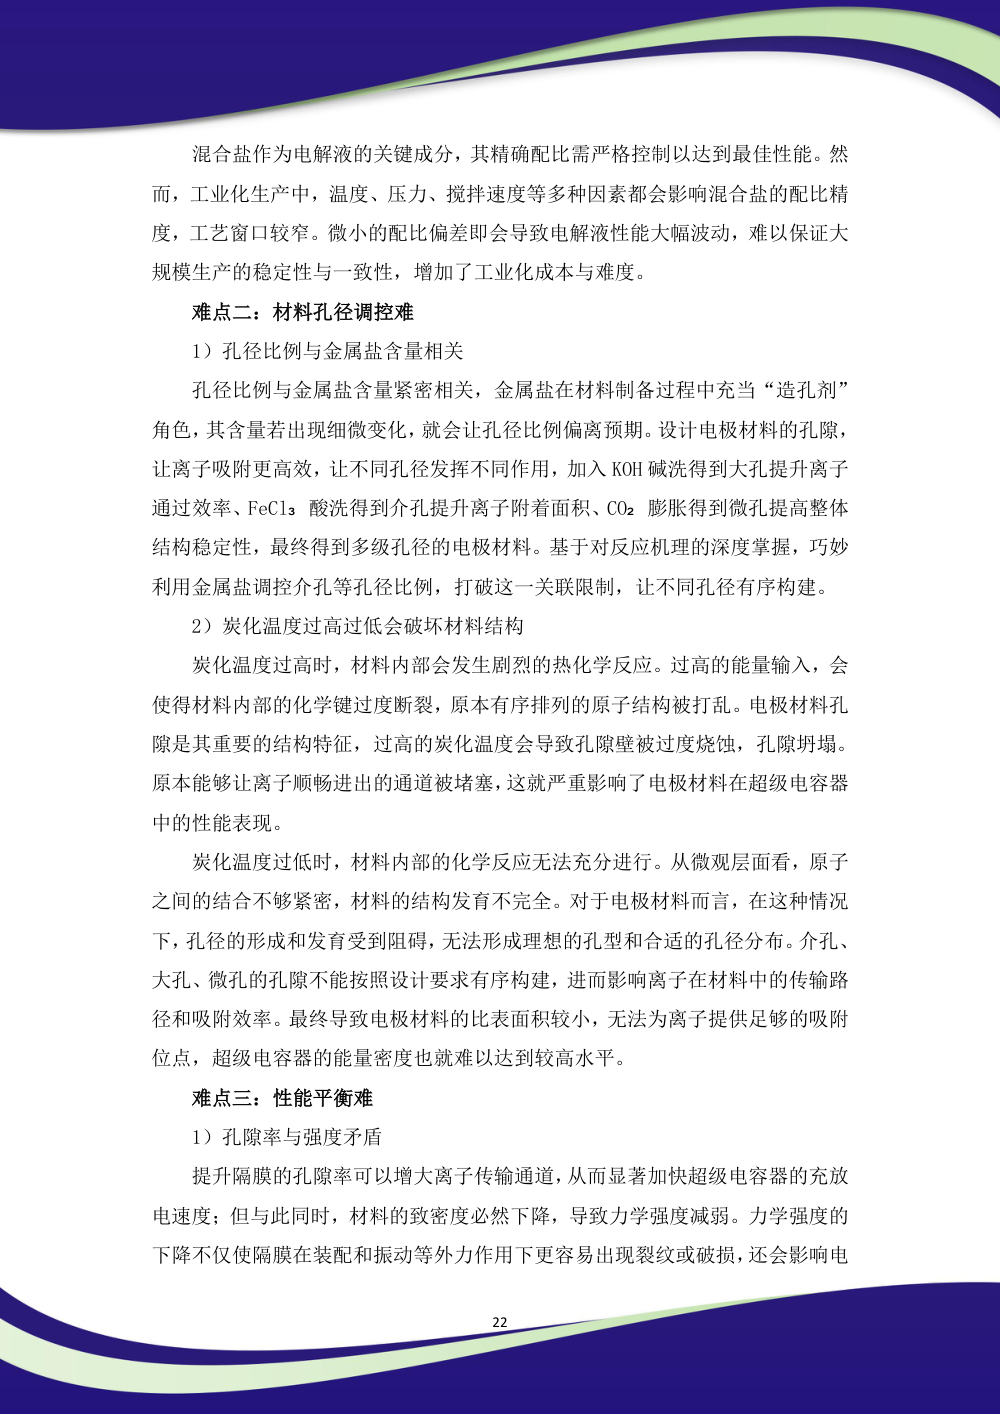 混合盐作为电解液的关键成分，其精确配比需严格控制以达到最佳性能。然
而，工业化生产中，温度、压力、搅拌速度等多种因素都会影响混合盐的配比精
度，工艺窗口较窄。微小的配比偏差即会导致电解液性能大幅波动，难以保证大
规模生产的稳定性与一致性，增加了工业化成本与难度。
难点二：材料孔径调控难
1）孔径比例与金属盐含量相关
孔径比例与金属盐含量紧密相关，金属盐在材料制备过程中充当“造孔剂”
角色，其含量若出现细微变化，就会让孔径比例偏离预期。设计电极材料的孔隙，
让离子吸附更高效，让不同孔径发挥不同作用，加入 KOH 碱洗得到大孔提升离子
通过效率、FeCl₃ 酸洗得到介孔提升离子附着面积、CO₂ 膨胀得到微孔提高整体
结构稳定性，最终得到多级孔径的电极材料。基于对反应机理的深度掌握，巧妙
利用金属盐调控介孔等孔径比例，打破这一关联限制，让不同孔径有序构建。
2）炭化温度过高过低会破坏材料结构
炭化温度过高时，材料内部会发生剧烈的热化学反应。过高的能量输入，会
使得材料内部的化学键过度断裂，原本有序排列的原子结构被打乱。电极材料孔
隙是其重要的结构特征，过高的炭化温度会导致孔隙壁被过度烧蚀，孔隙坍塌。
原本能够让离子顺畅进出的通道被堵塞，这就严重影响了电极材料在超级电容器
中的性能表现。
炭化温度过低时，材料内部的化学反应无法充分进行。从微观层面看，原子
之间的结合不够紧密，材料的结构发育不完全。对于电极材料而言，在这种情况
下，孔径的形成和发育受到阻碍，无法形成理想的孔型和合适的孔径分布。介孔、
大孔、微孔的孔隙不能按照设计要求有序构建，进而影响离子在材料中的传输路
径和吸附效率。最终导致电极材料的比表面积较小，无法为离子提供足够的吸附
位点，超级电容器的能量密度也就难以达到较高水平。
难点三：性能平衡难
1）孔隙率与强度矛盾
提升隔膜的孔隙率可以增大离子传输通道，从而显著加快超级电容器的充放
电速度；但与此同时，材料的致密度必然下降，导致力学强度减弱。力学强度的
下降不仅使隔膜在装配和振动等外力作用下更容易出现裂纹或破损，还会影响电
22